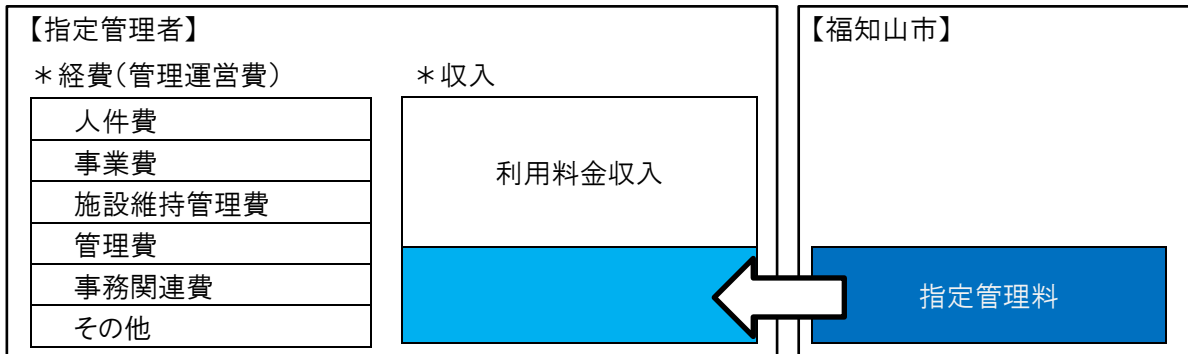 【指定管理者】
＊経費（管理運営費）
人件費
事業費
施設維持管理費
管理費
事務関連費
その他
＊収入
利用料金収入
【福知山市】
指定管理料